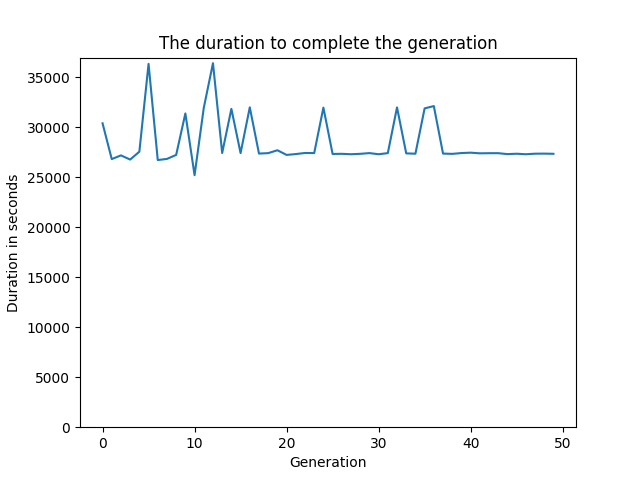 The duration to complete the generation
35000
30000
25000
20000
15000
10000
5000
0
Duration in seconds
0 10 20 30 40 50
Generation